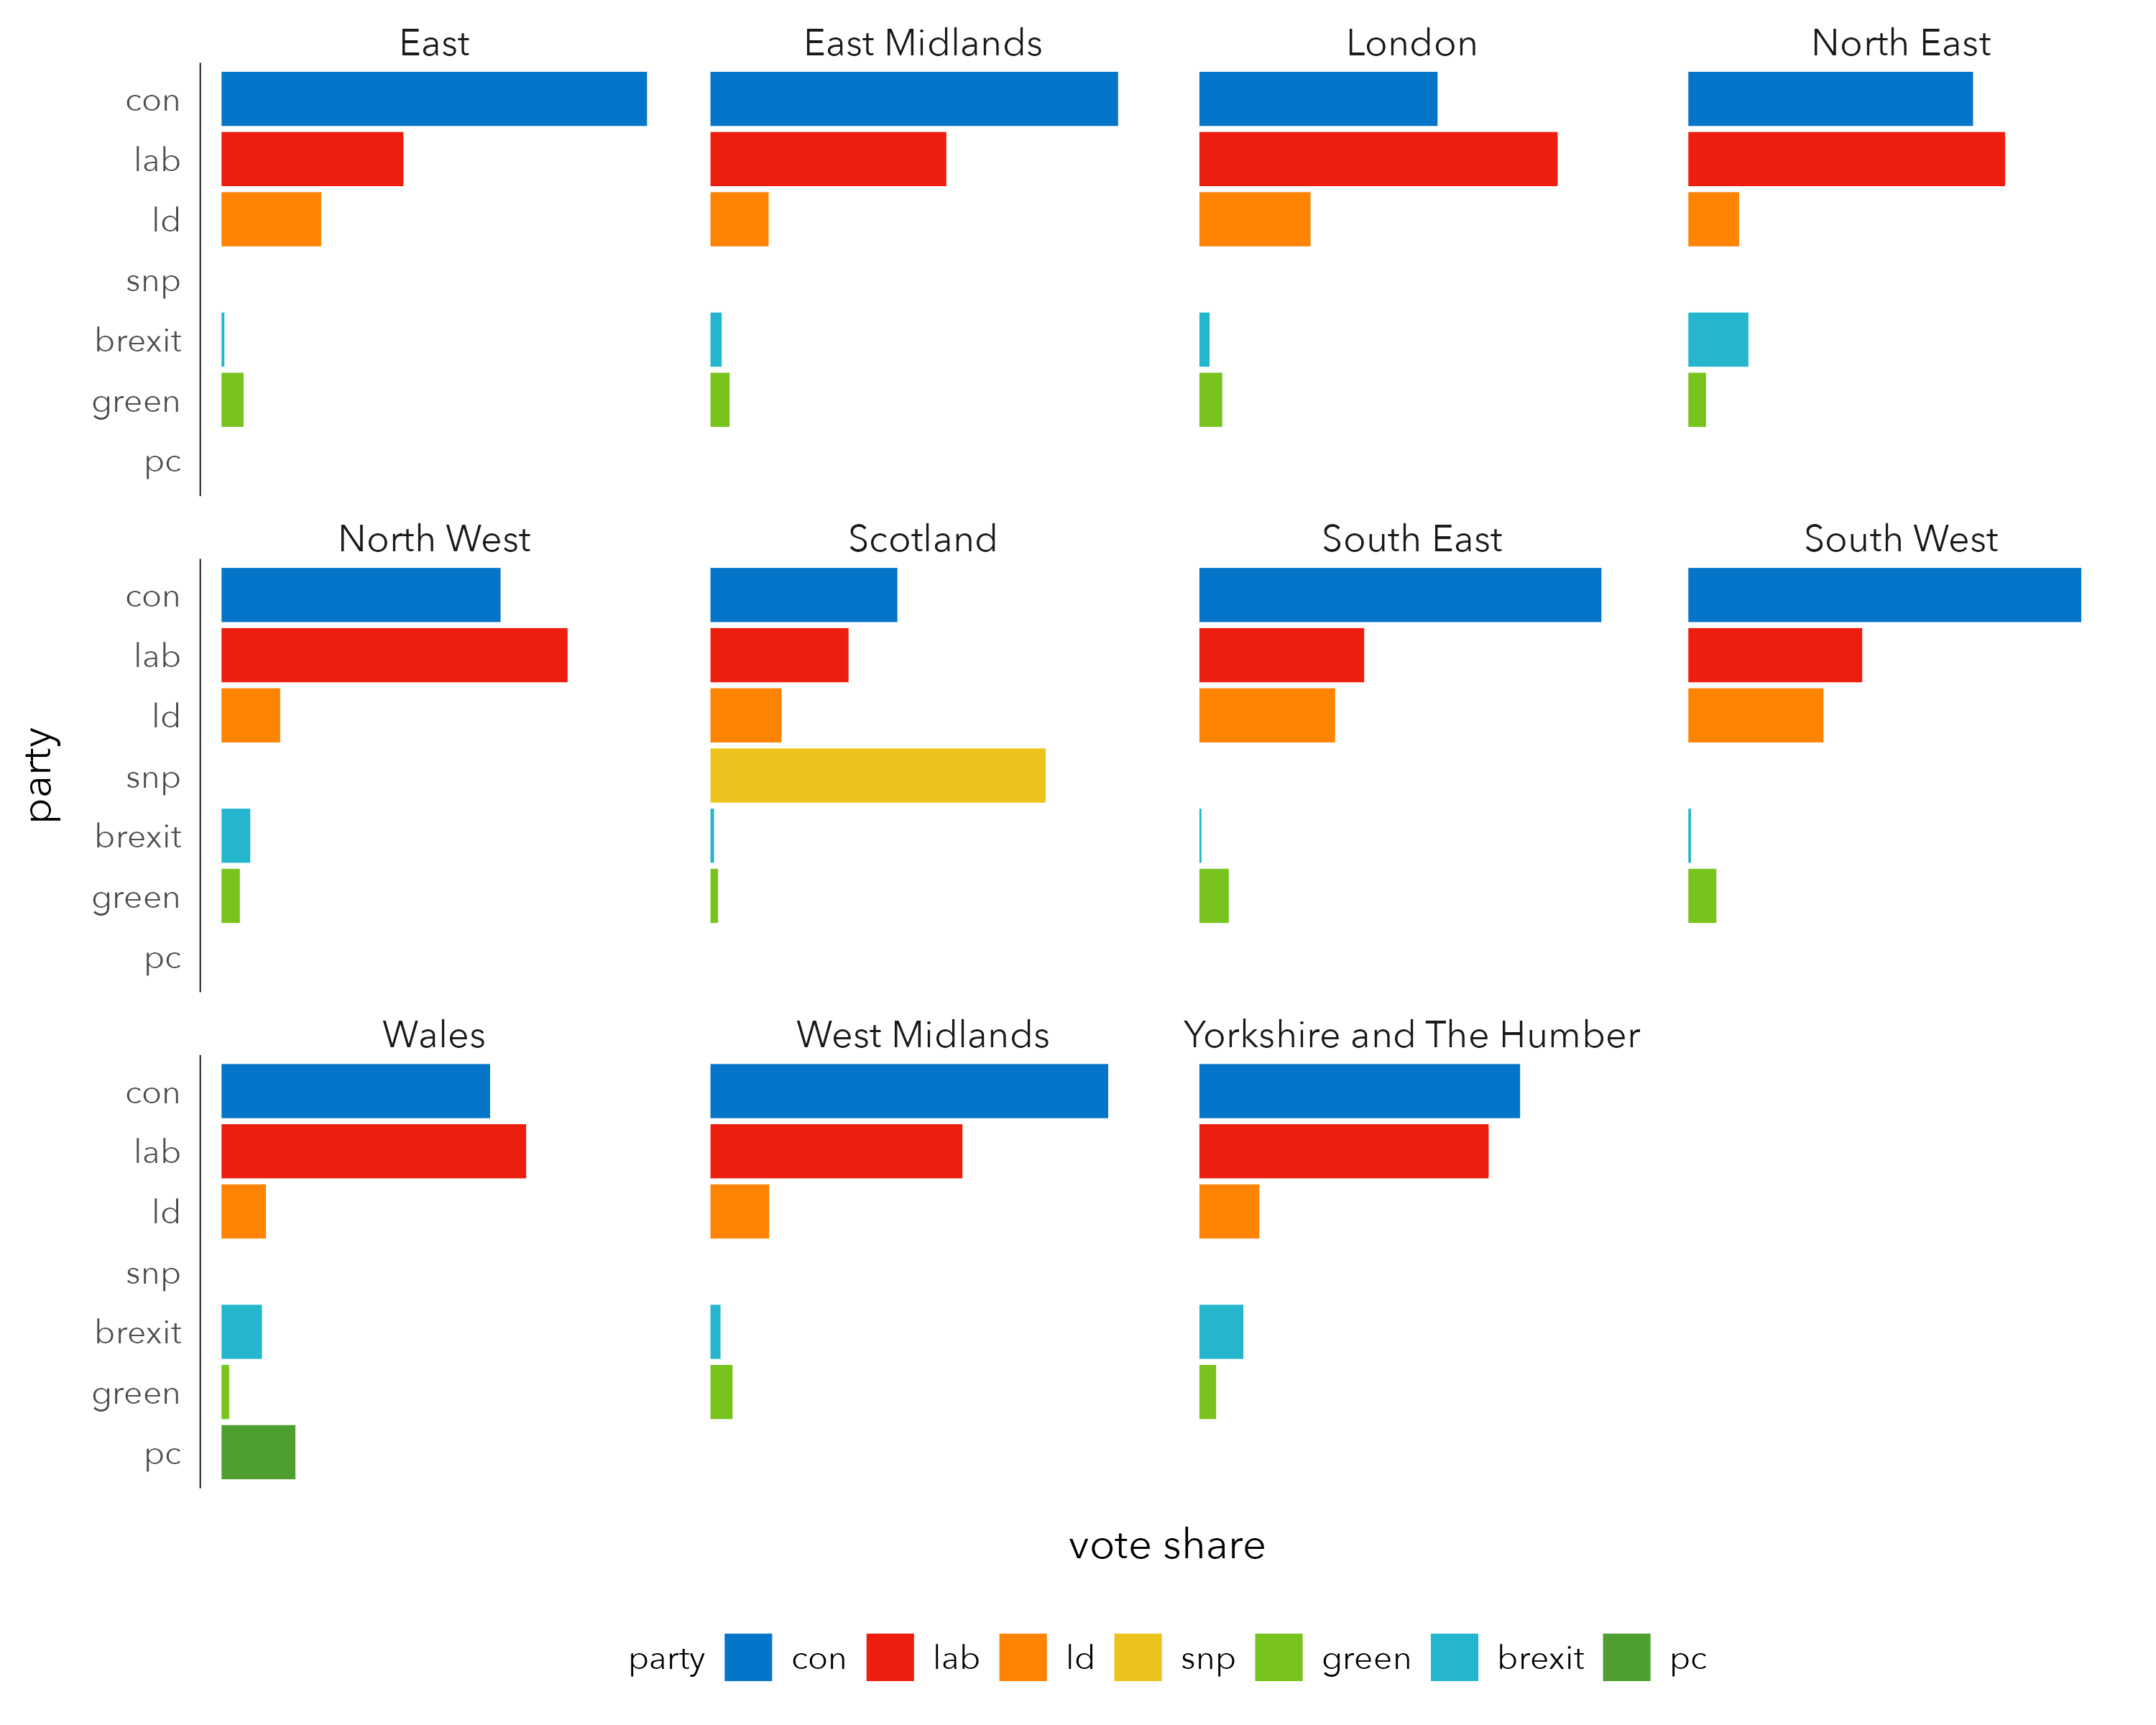 East
East Midlands
London
North East
con
lab
ld
snp
brexit
green
pc
North West
Scotland
South East
South West
con
lab
ld
snp
brexit
green
pc
party
Wales
West Midlands
Yorkshire and The Humber
con
lab
ld
snp
brexit
green
pc
vote share
party con lab ld snp green brexit pc